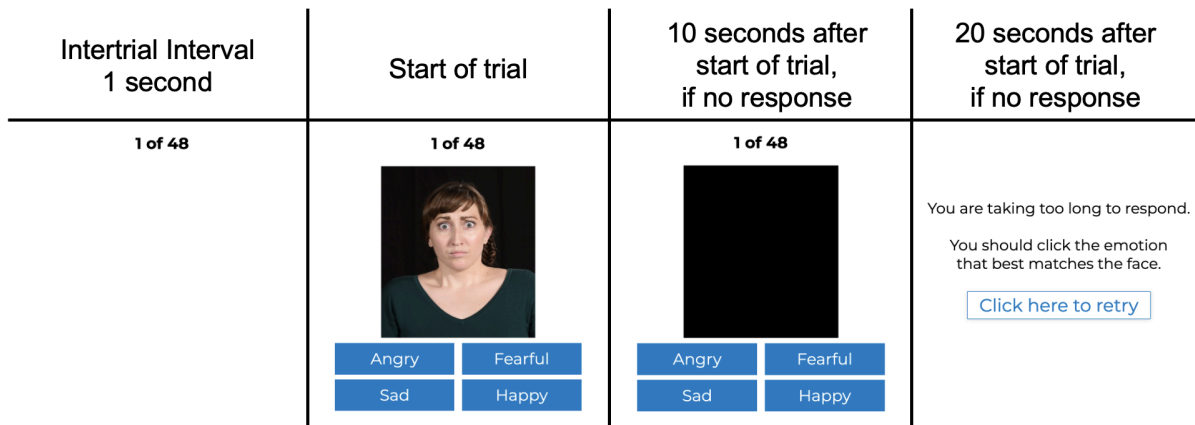 Intertrial Interval
1 second
Start of trial
10 seconds after
start of trial,
if no response
20 seconds after
start of trial,
if no response
1 of 48
1 of 48
Angry
Fearful
Sad
Happy
1 of 48
Angry
Fearful
Sad
Happy
You are taking too long to respond.
You should click the emotion
that best matches the face.
Click here to retry